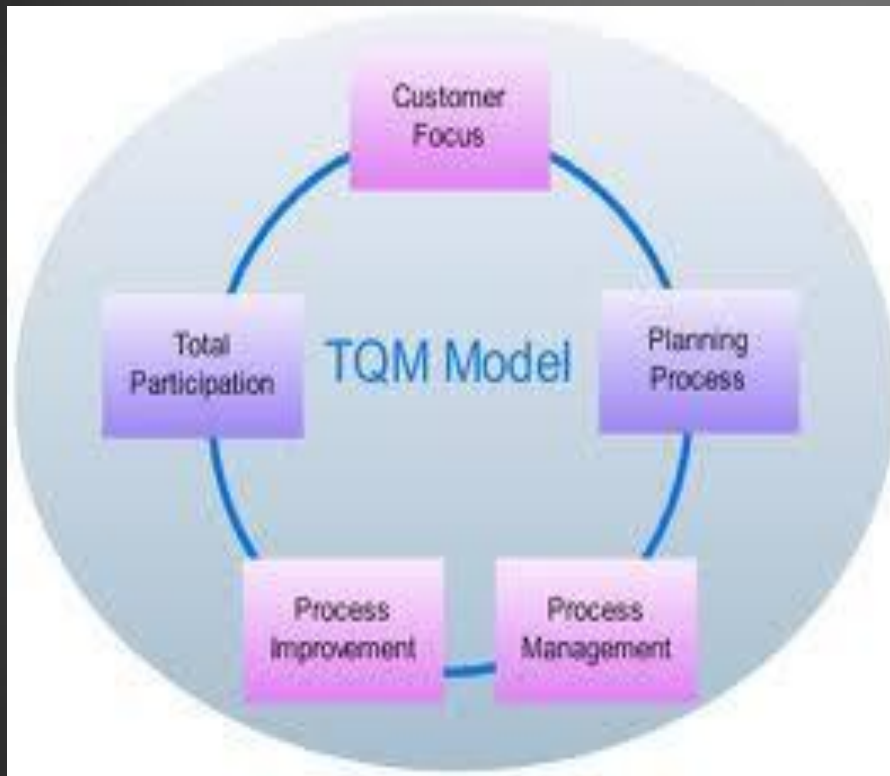 Customer
Focus
Total
Participation
TQM Model
Planning
Process
Process
Improvement
Process
Management